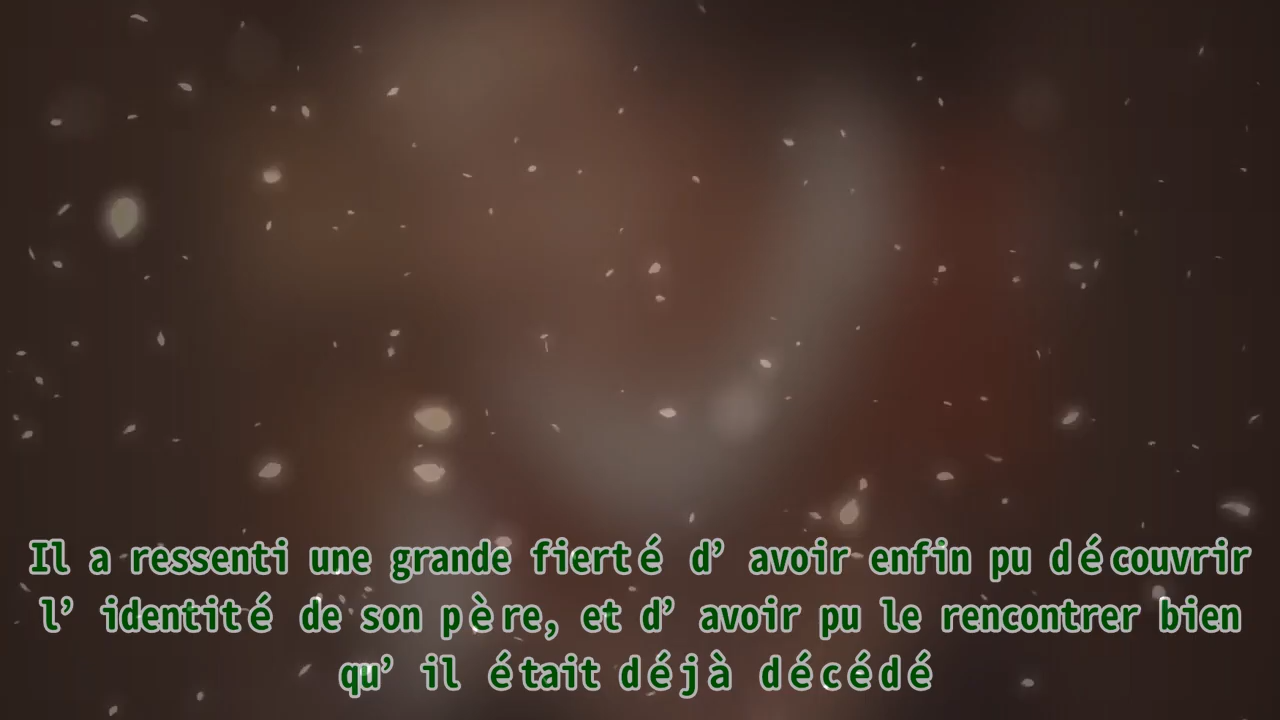 Il a ressenti une grande fierté d’ avoir enfin pu découvrir
l’ identité de son père, et d’ avoir pu le rencontrer bien
qu’ il était déjà décédé